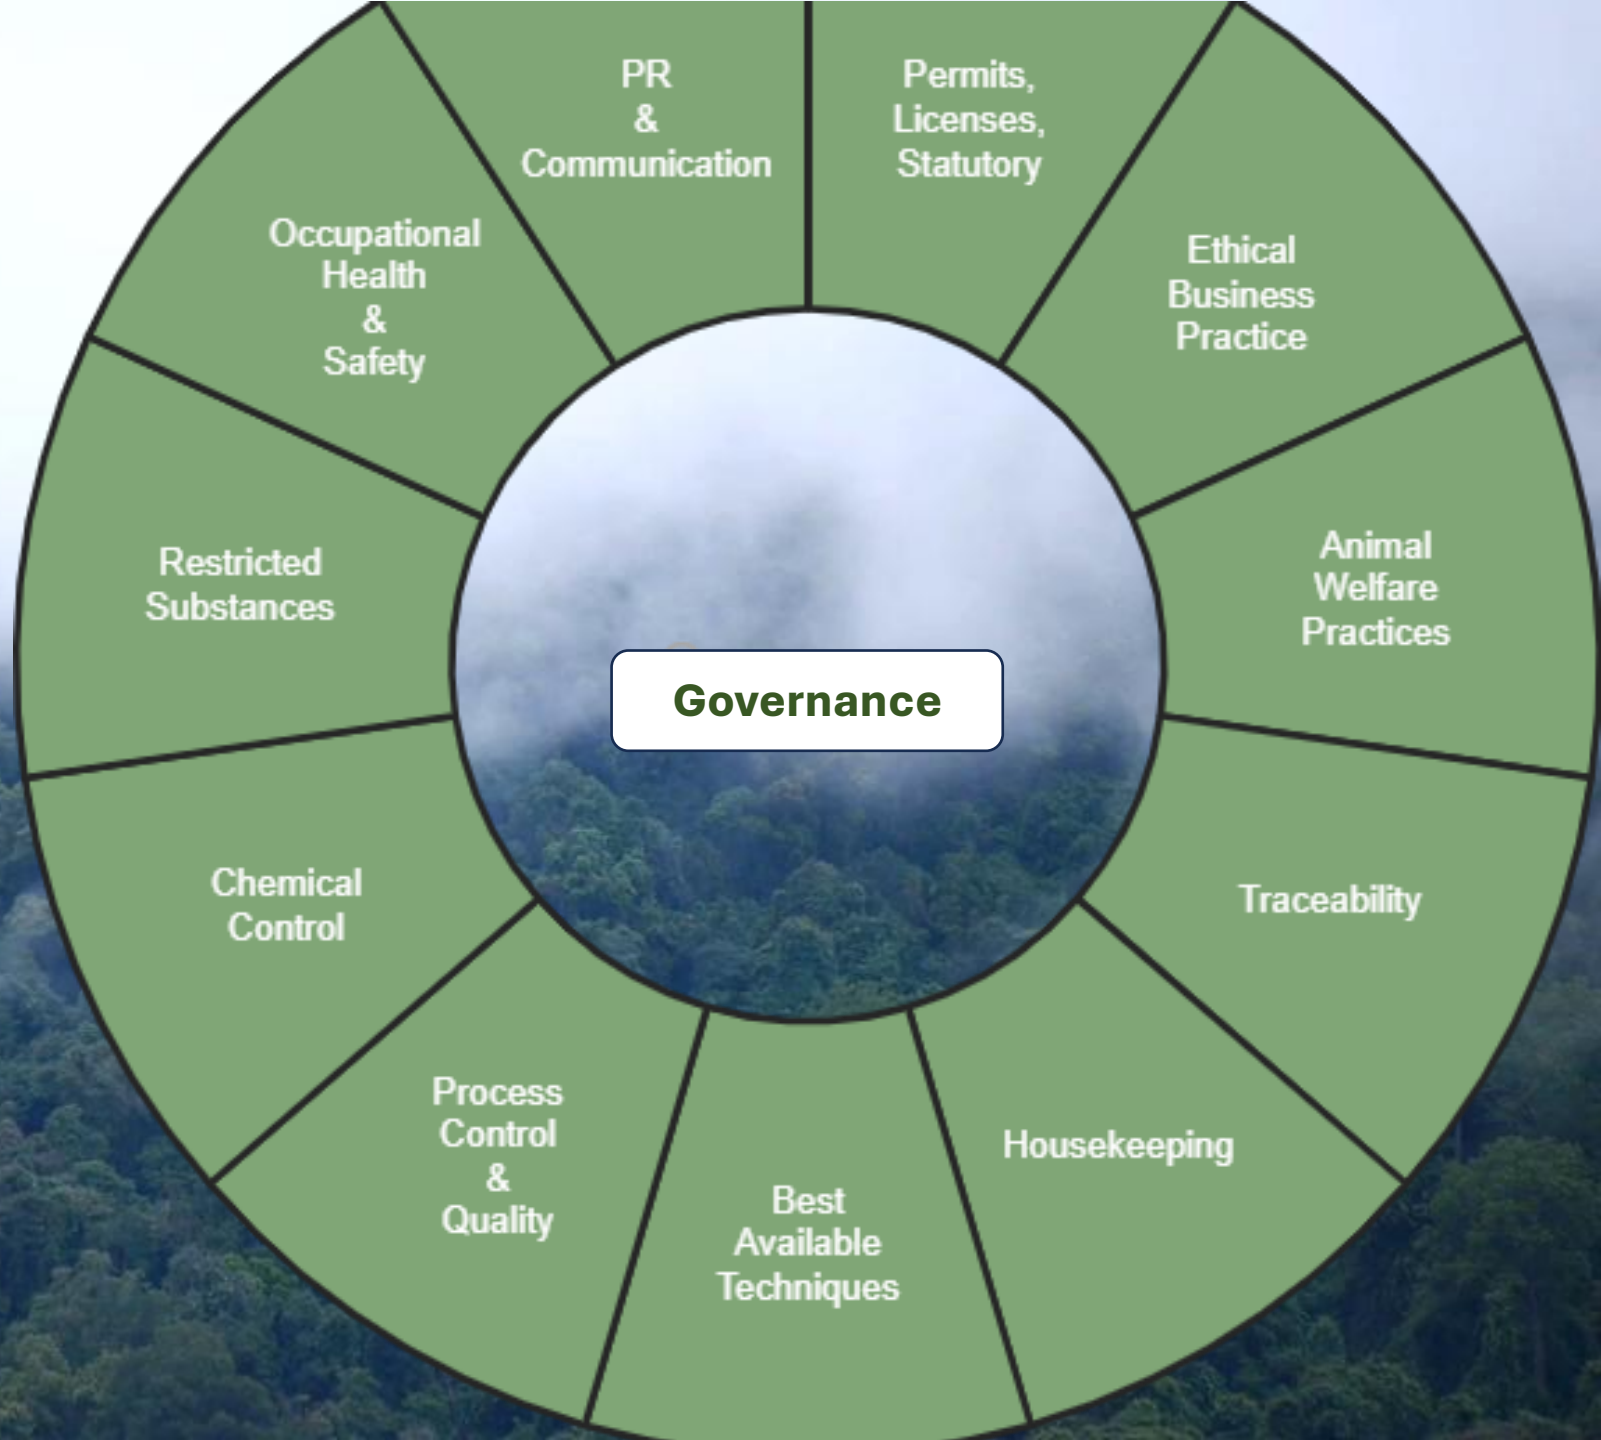 PR
&
Communication
Permits,
Licenses,
Statutory
Ethical
Business
Practice
Animal
Welfare
Practices
Traceability
Housekeeping
Best
Available
Techniques
Process
Control
&
Quality
Chemical
Control
Restricted
Substances
Occupational
Health
&
Safety
Governance